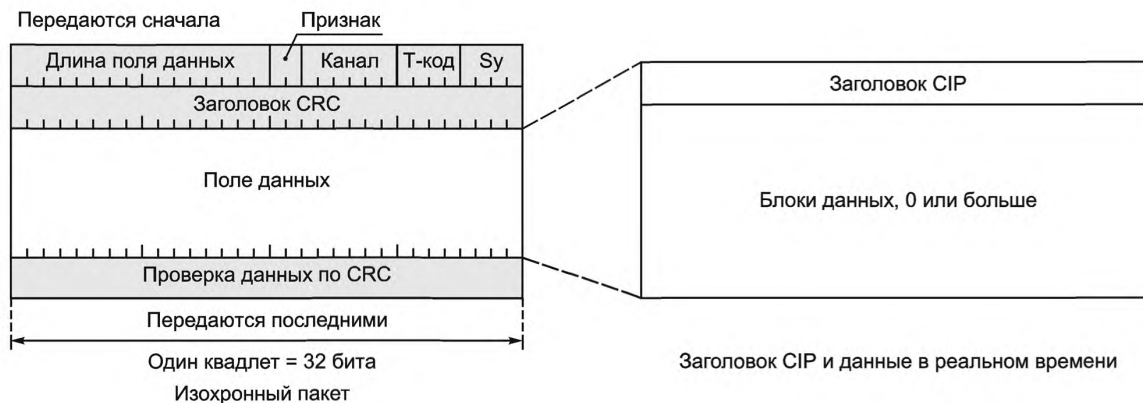 Передаются сначала
Признак
Длина поля данных
Канал
Т-код
Sy
Заголовок CRC
Поле данных
Проверка данных по CRC
Передаются последними
Один квадлет = 32 бита
Изохронный пакет
Заголовок CIP
Блоки данных, 0 или больше
Заголовок CIP и данные в реальном времени